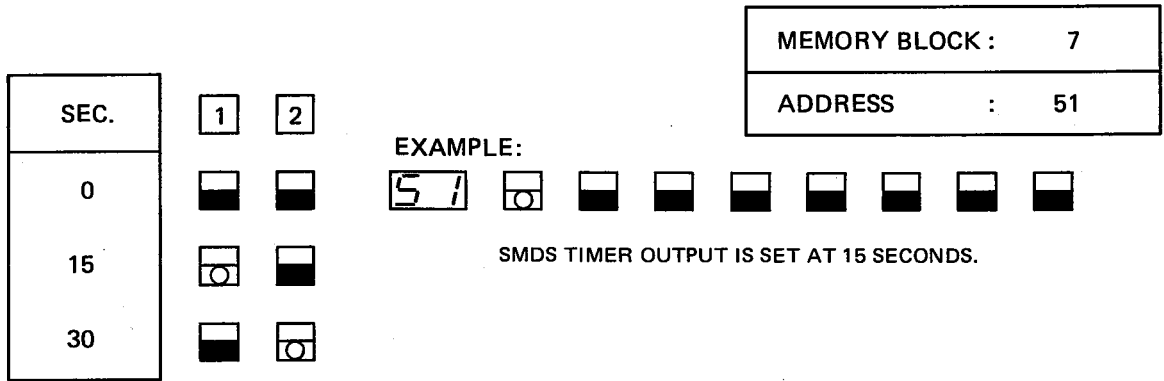 MEMORY BLOCK : 7
ADDRESS : 51
SEC. 1 2
EXAMPLE:
0
51
15
SMDS TIMER OUTPUT IS SET AT 15 SECONDS.
30